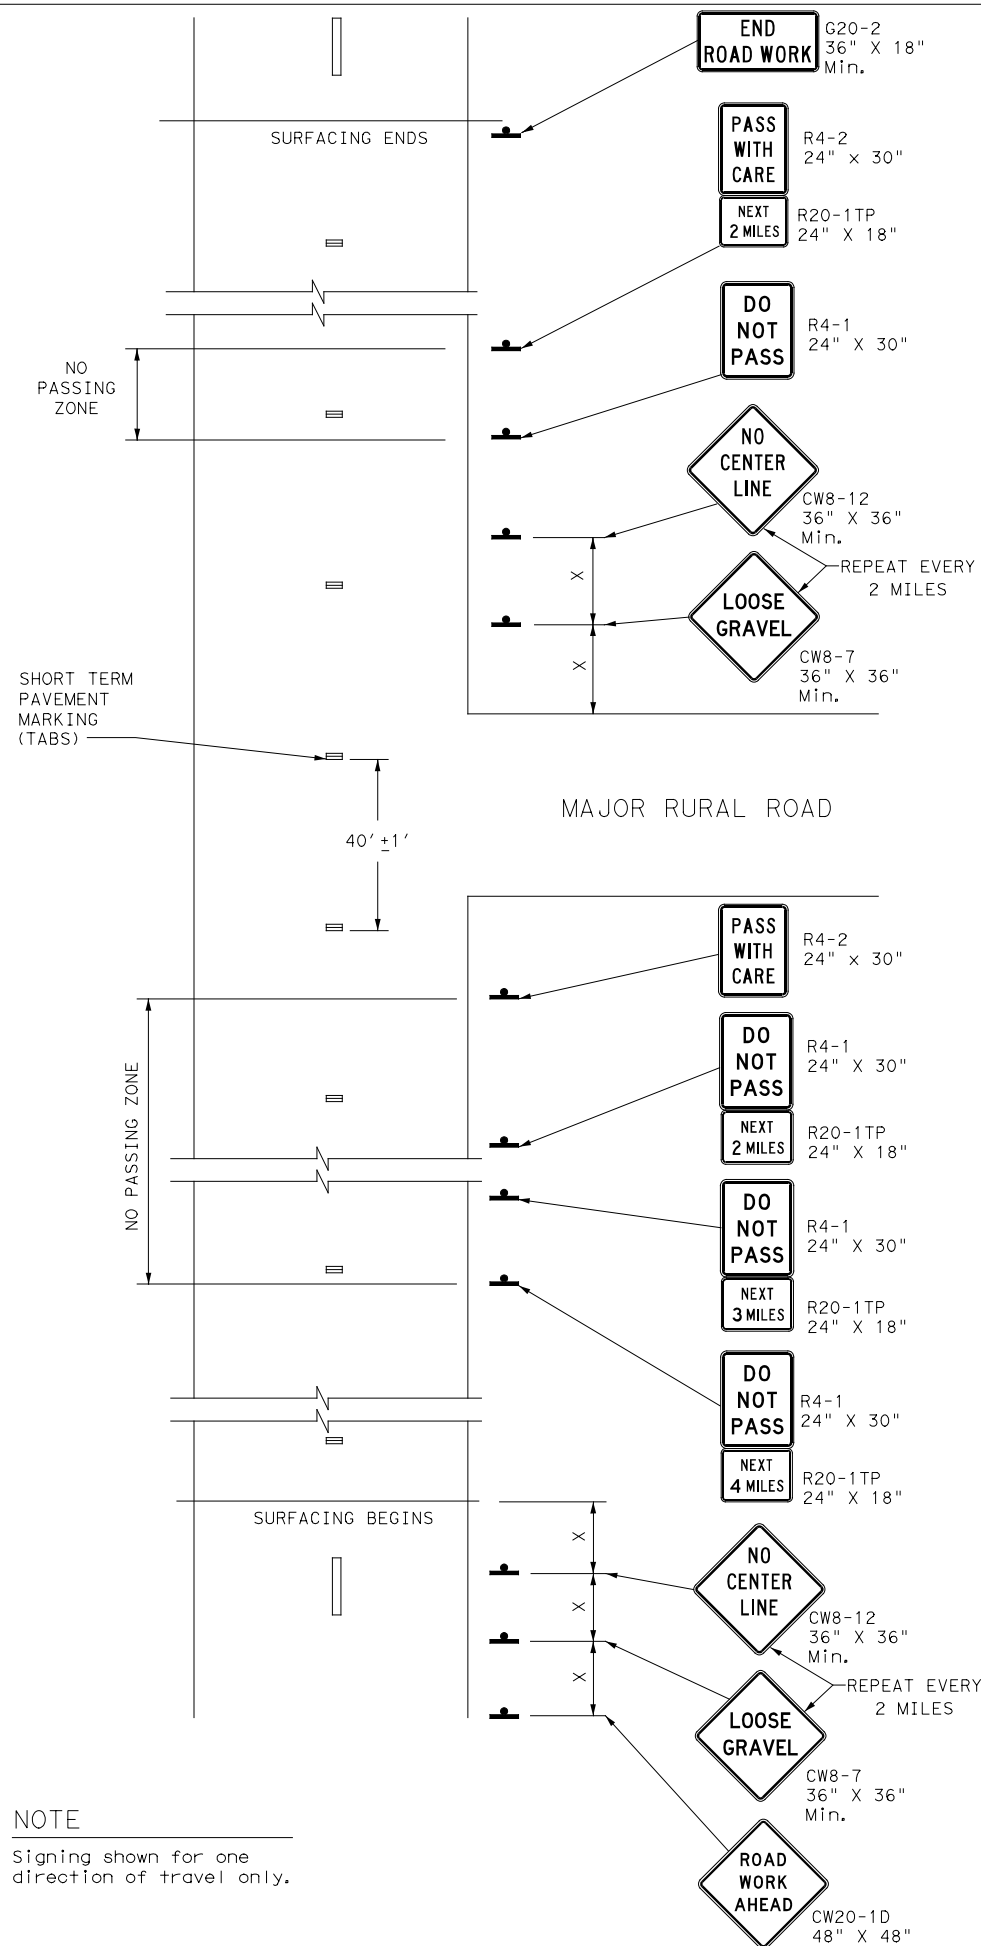 END
ROAD WORK
G20-2
36" X 18"
Min.
SURFACING ENDS
PASS
WITH
CARE
R4-2
24" x 30"
NEXT
2 MILES
R20-1TP
24" X 18"
DO
NOT
PASS
R4-1
24" X 30"
NO
PASSING
ZONE
NO
CENTER
LINE
CW8-12
36" X 36"
Min.
REPEAT EVERY
2 MILES
X
LOOSE
GRAVEL
CW8-7
36" X 36"
Min.
X
SHORT TERM
PAVEMENT
MARKING
(TABS)
MAJOR RURAL ROAD
40' ±1'
PASS
WITH
CARE
R4-2
24" x 30"
DO
NOT
PASS
R4-1
24" X 30"
NEXT
2 MILES
R20-1TP
24" X 18"
NO PASSING ZONE
DO
NOT
PASS
R4-1
24" X 30"
NEXT
3 MILES
R20-1TP
24" X 18"
DO
NOT
PASS
R4-1
24" X 30"
NEXT
4 MILES
R20-1TP
24" X 18"
SURFACING BEGINS
X
NO
CENTER
LINE
CW8-12
36" X 36"
Min.
X
REPEAT EVERY
2 MILES
X
LOOSE
GRAVEL
CW8-7
36" X 36"
Min.
ROAD
WORK
AHEAD
CW20-1D
48" X 48"
NOTE
Signing shown for one
direction of travel only.